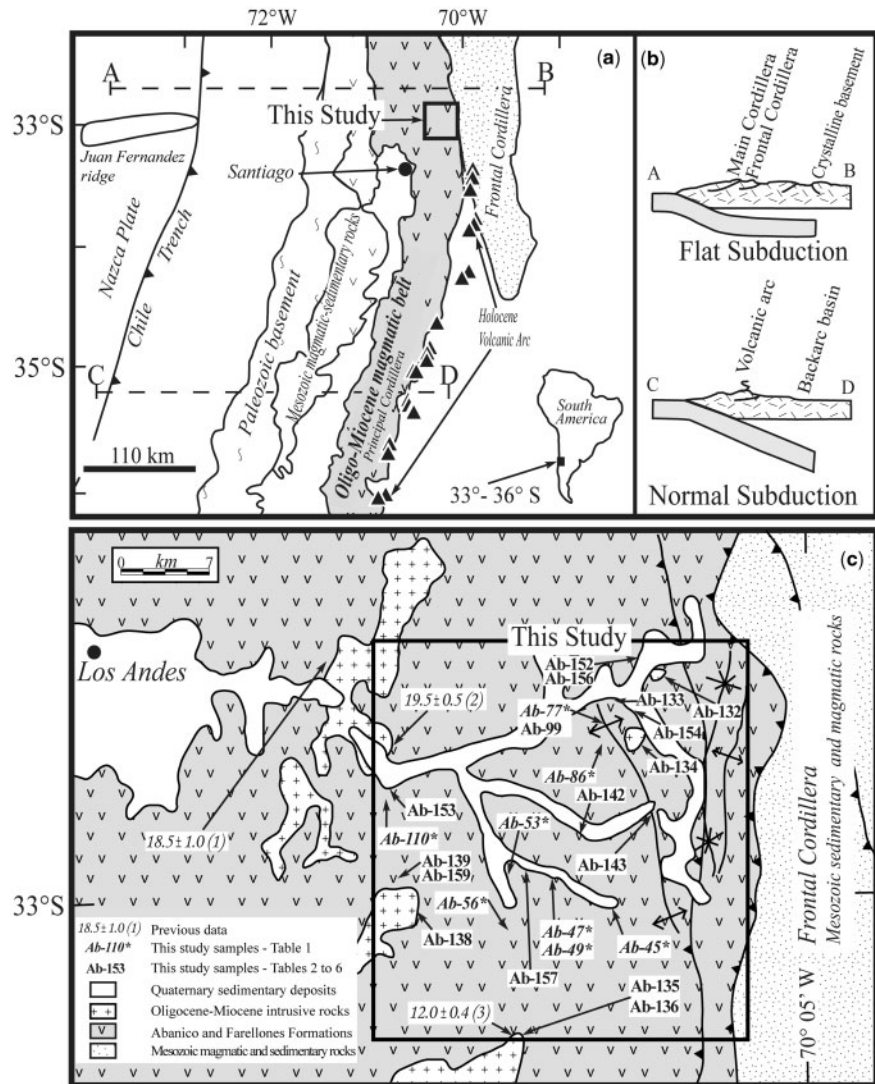 72°W
70°W
(a)
A
B
33°S
This Study
Juan Fernandez
ridge
Santiago
Nazca Plate
Chile Trench
Frontal Cordillera
Paleozoic basement
Mesozoic magmatic-sedimentary rocks
Oligo-Miocene magmatic belt
Principal Cordillera
Holocene
Volcanic Arc
35°S
C
D
110 km
South
America
33°- 36° S
(b)
Main Cordillera
Frontal Cordillera
Crystalline basement
A
B
Flat Subduction
Volcanic arc
Backarc basin
C
D
Normal Subduction
(c)
0 km 7
Los Andes
This Study
Ab-152
Ab-156
Ab-77*
Ab-99
Ab-133
Ab-132
Ab-154
Ab-134
19.5±0.5 (2)
Ab-86*
Ab-142
18.5±1.0 (1)
Ab-153
Ab-110*
Ab-53*
Ab-143
Ab-139
Ab-159
Ab-56*
Ab-138
Ab-47*
Ab-49*
Ab-45*
Ab-157
Ab-135
Ab-136
12.0±0.4 (3)
33°S
70° 05' W
Frontal Cordillera
Mesozoic sedimentary and magmatic rocks
18.5±1.0 (1) Previous data
Ab-110* This study samples - Table 1
Ab-153 This study samples - Tables 2 to 6
Quaternary sedimentary deposits
Oligocene-Miocene intrusive rocks
Abanico and Farellones Formations
Mesozoic magmatic and sedimentary rocks